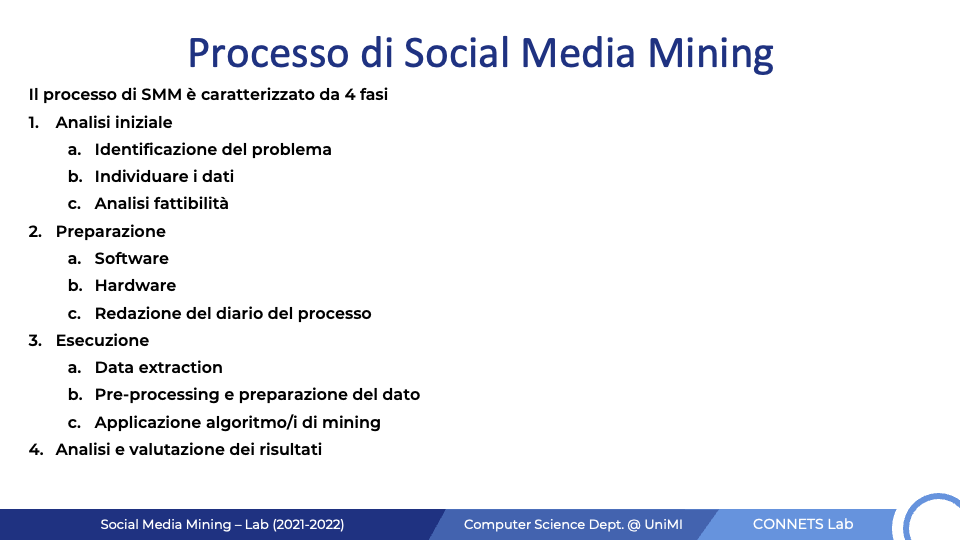 Processo di Social Media Mining
Il processo di SMM è caratterizzato da 4 fasi
1. Analisi iniziale
a. Identificazione del problema
b. Individuare i dati
c. Analisi fattibilità
2. Preparazione
a. Software
b. Hardware
c. Redazione del diario del processo
3. Esecuzione
a. Data extraction
b. Pre-processing e preparazione del dato
c. Applicazione algoritmo/i di mining
4. Analisi e valutazione dei risultati
Social Media Mining – Lab (2021-2022)
Computer Science Dept. @ UniMI
CONNETS Lab